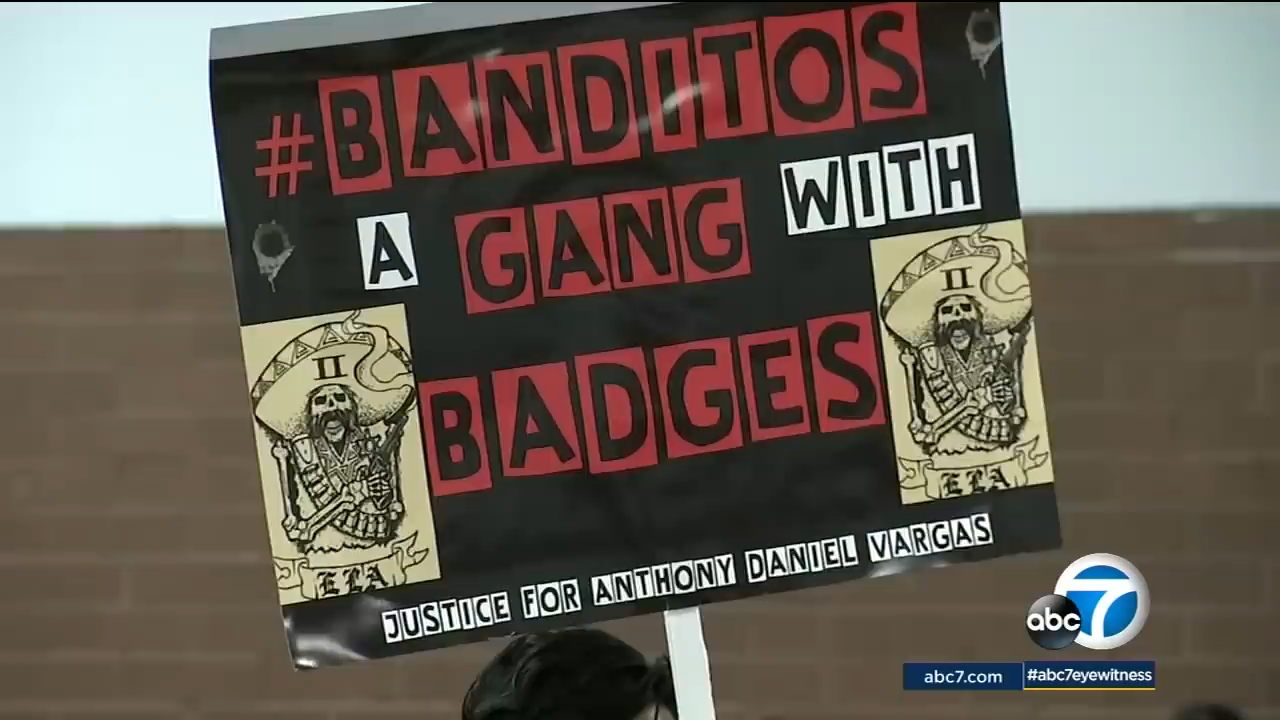 #BANDITOS
A GANG WITH
BADGES
II
ELA
II
ELA
JUSTICE FOR ANTHONY DANIEL VARGAS
abc 7
abc7.com
#abc7eyewitness